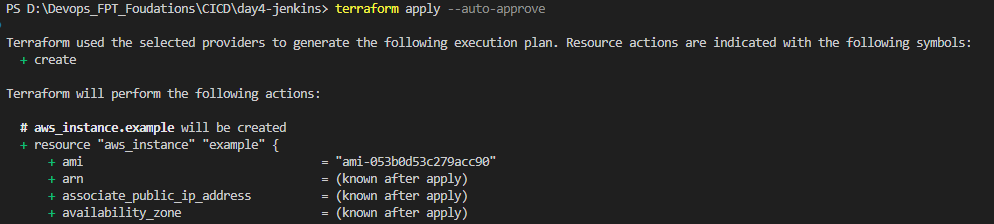 PS D:\Devops_FPT_Foudations\CICD\day4-jenkins> terraform apply --auto-approve
Terraform used the selected providers to generate the following execution plan. Resource actions are indicated with the following symbols:
+ create
Terraform will perform the following actions:
# aws_instance.example will be created
+ resource "aws_instance" "example" {
+ ami = "ami-053b0d53c279acc90"
+ arn = (known after apply)
+ associate_public_ip_address = (known after apply)
+ availability_zone = (known after apply)